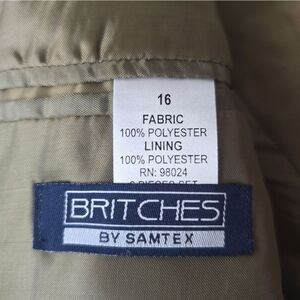 16
FABRIC
100% POLYESTER
LINING
100% POLYESTER
RN: 98024
BRITCHES
BY SAMTEX